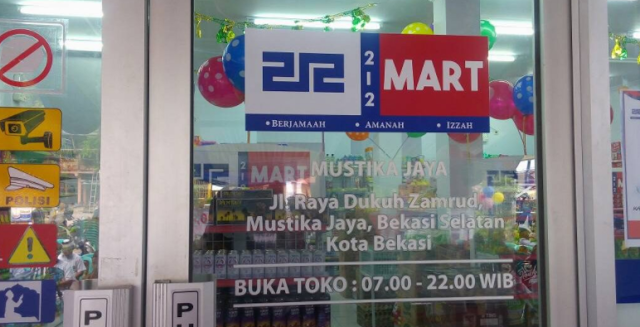 212
212
MART
• BERJAMAAH • AMANAH • IZZAH
MART
MUSTIKA JAYA
Jl. Raya Dukuh Zamrud,
Mustika Jaya, Bekasi Selatan
Kota Bekasi
BUKA TOKO : 07.00 - 22.00 WIB
POLISI
P
P